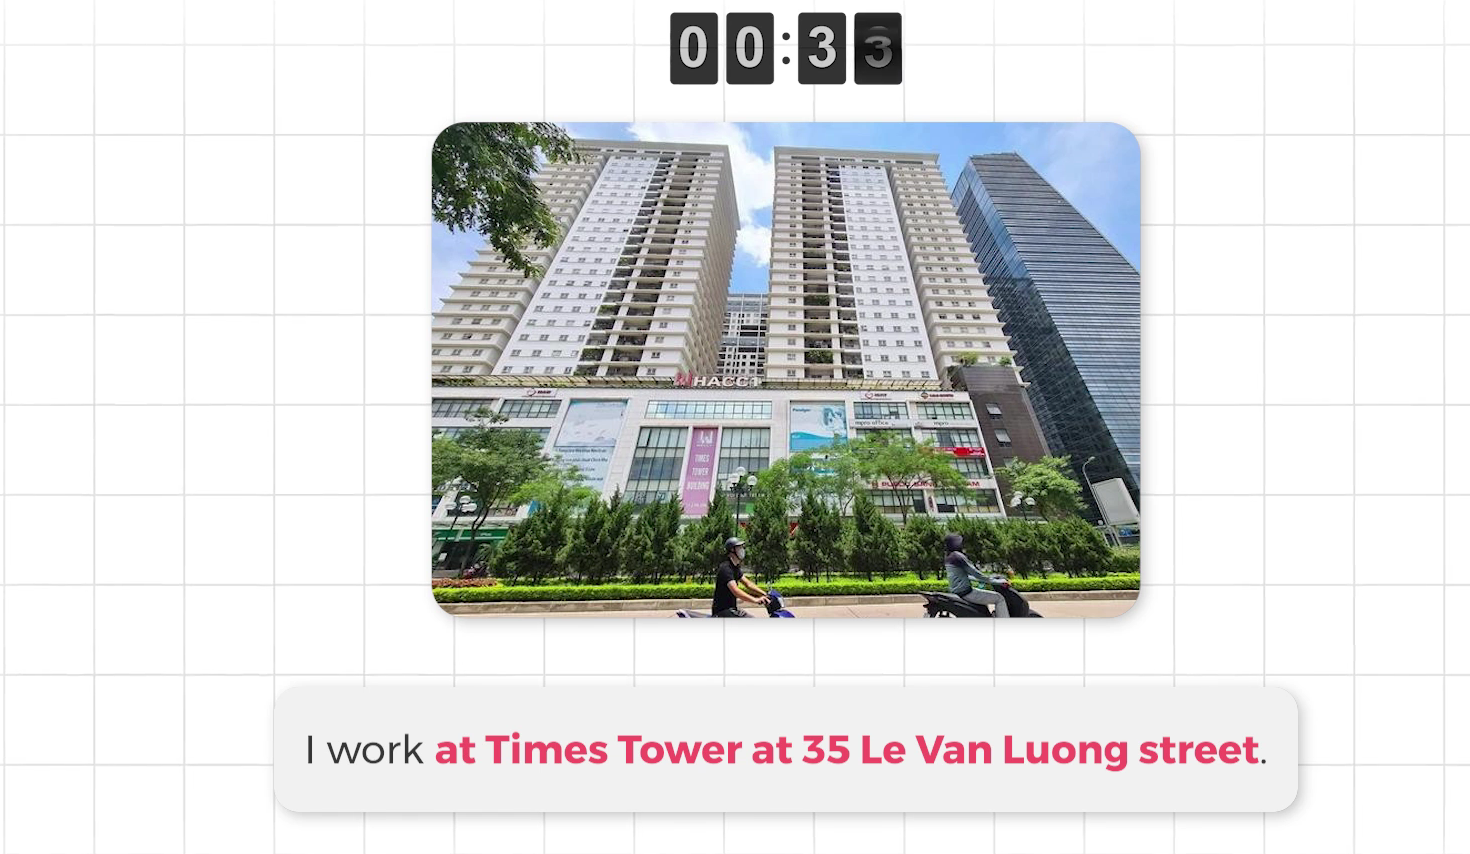 00:33
HACC1
TIMES
TOWER
BUILDING
I work at Times Tower at 35 Le Van Luong street.